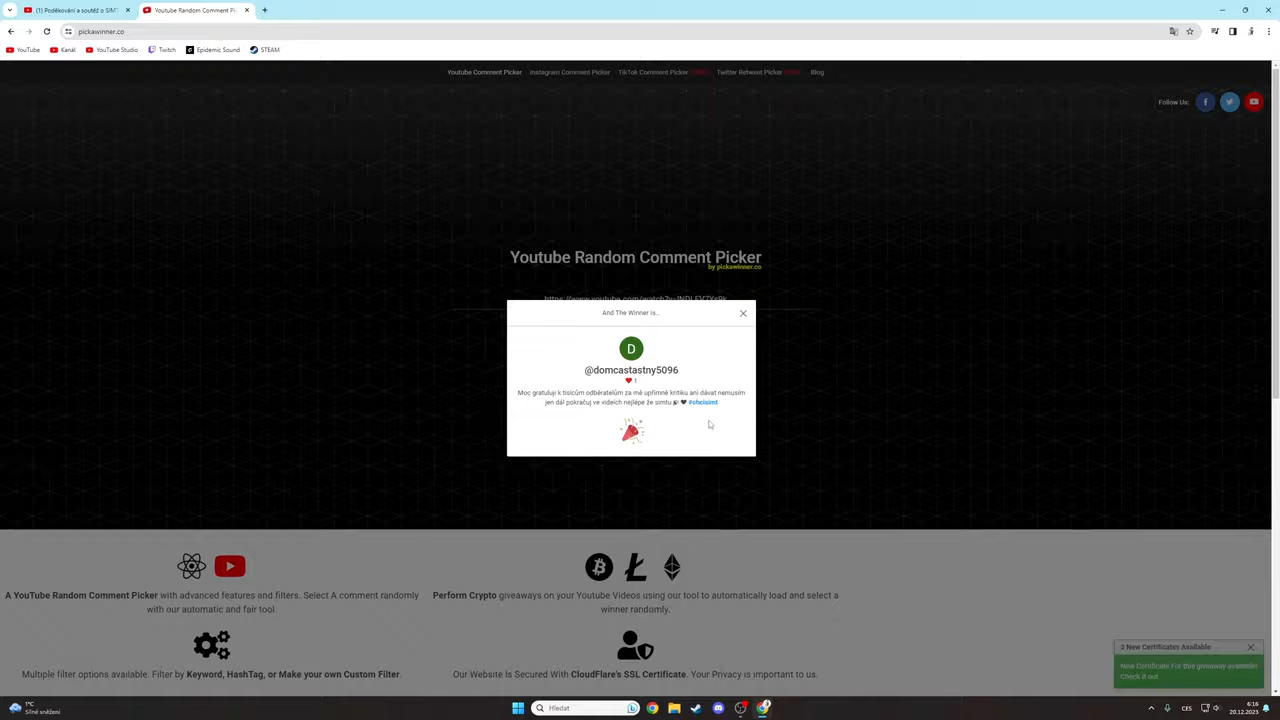 (1) Poděkování a soutěž o SIMT
Youtube Random Comment Pi
pickawinner.co
YouTube
Kanál
YouTube Studio
Twitch
Epidemic Sound
STEAM
Youtube Comment Picker
Instagram Comment Picker
TikTok Comment Picker
Twitter Retweet Picker
Blog
Follow Us:
Youtube Random Comment Picker
by pickawinner.co
And The Winner is..
D
@domcastastny5096
1
Moc gratuluji k tisícům odběratelům za mě upřímné kritiku ani dávat nemusím
jen dál pokračuj ve videích nejlépe že simtu #chcisimt
A YouTube Random Comment Picker with advanced features and filters. Select A comment randomly
with our automatic and fair tool.
Perform Crypto giveaways on your Youtube Videos using our tool to automatically load and select a
winner randomly.
Multiple filter options available. Filter by Keyword, HashTag, or Make your own Custom Filter.
Our Website Is Secured With CloudFlare's SSL Certificate. Your Privacy is important to us.
3 New Certificates Available
New Certificate For this giveaway available!
Check it out
1°C
Silné sněžení
Hledat
CES
6:16
20.12.2023